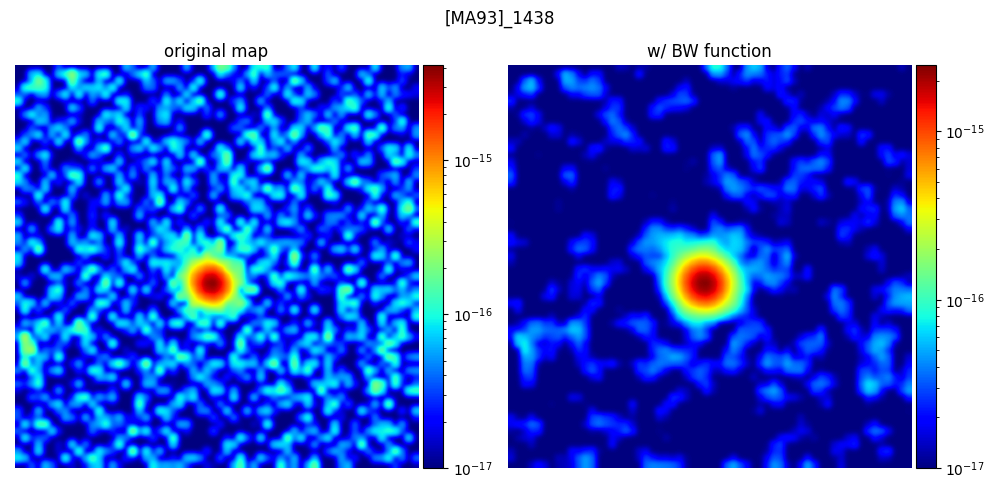 [MA93]_1438
original map
w/ BW function
10⁻¹⁵
10⁻¹⁶
10⁻¹⁷
10⁻¹⁵
10⁻¹⁶
10⁻¹⁷